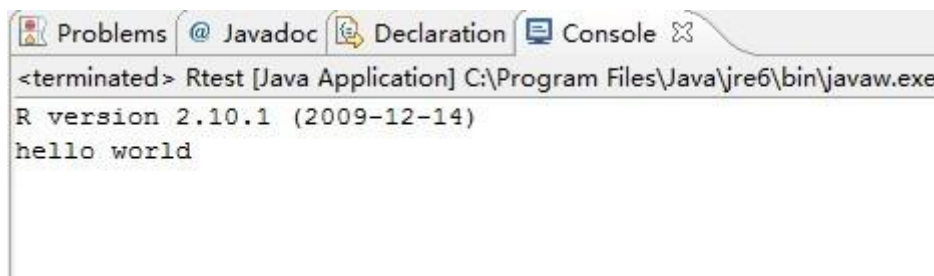 Problems @ Javadoc Declaration Console
<terminated> Rtest [Java Application] C:\Program Files\Java\jre6\bin\javaw.exe
R version 2.10.1 (2009-12-14)
hello world